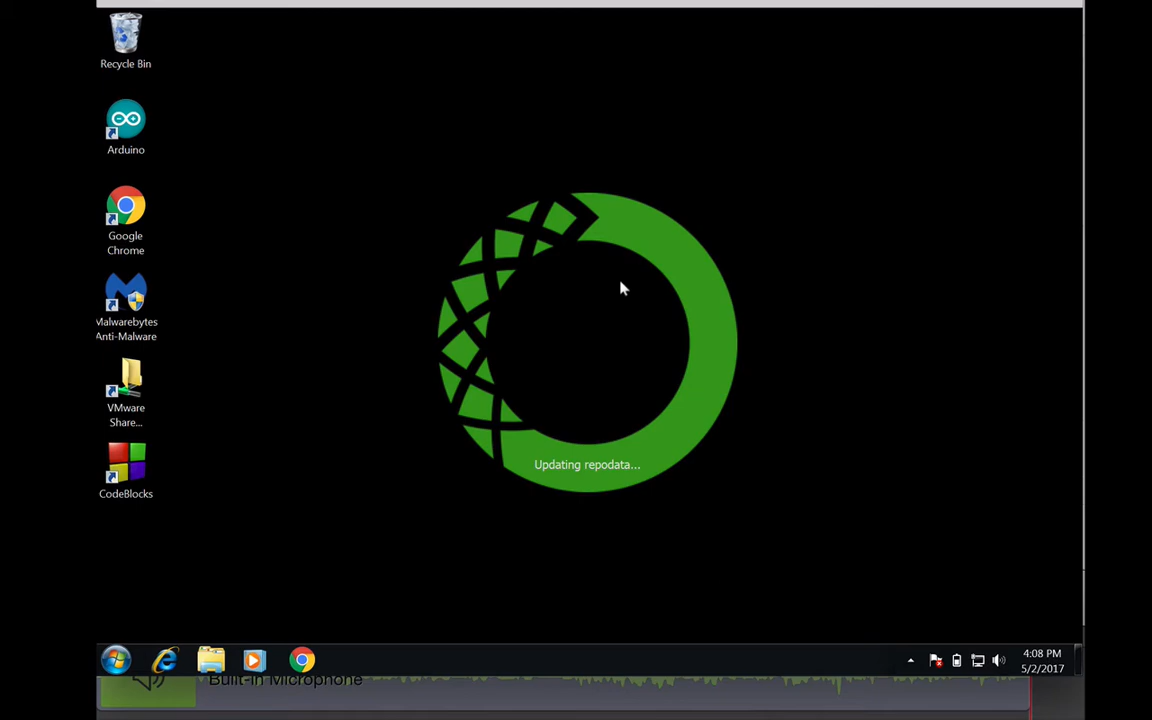 Recycle Bin
Arduino
Google
Chrome
Malwarebytes
Anti-Malware
VMware
Share...
CodeBlocks
Updating repodata...
4:08 PM
5/2/2017
Built-in Microphone